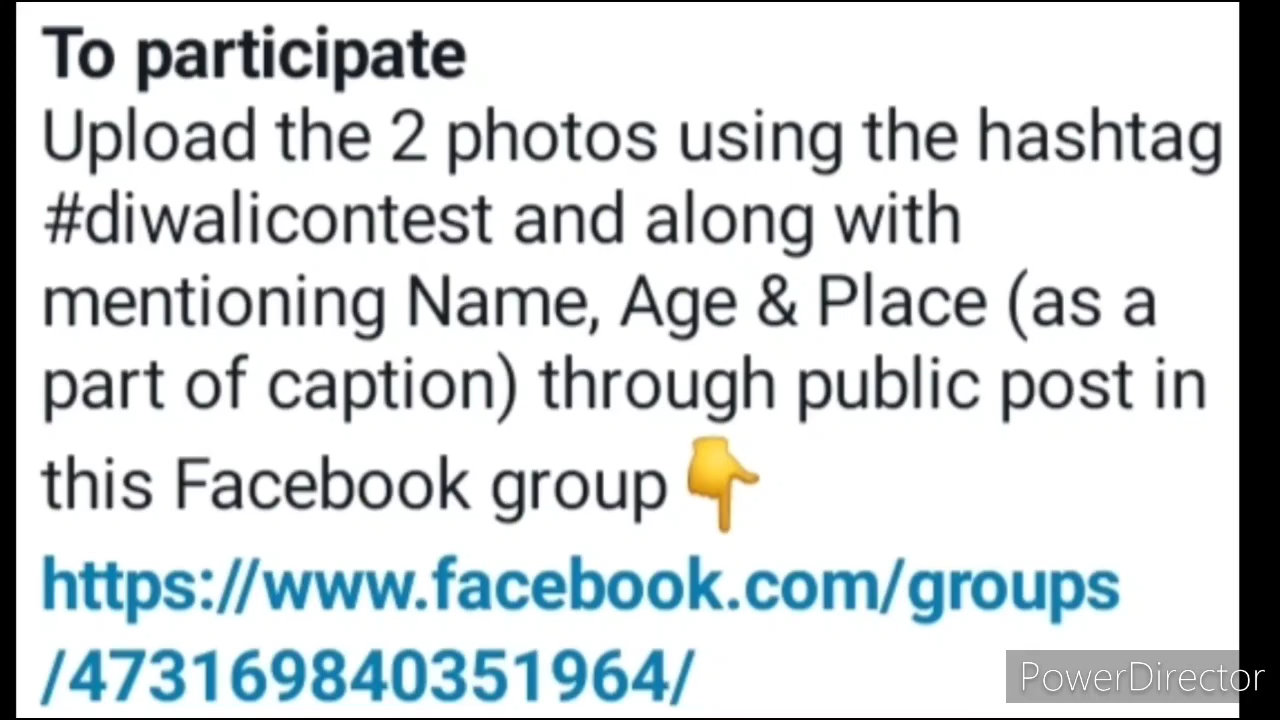 To participate
Upload the 2 photos using the hashtag
#diwalicontest and along with
mentioning Name, Age & Place (as a
part of caption) through public post in
this Facebook group👇
https://www.facebook.com/groups
/473169840351964/
PowerDirector